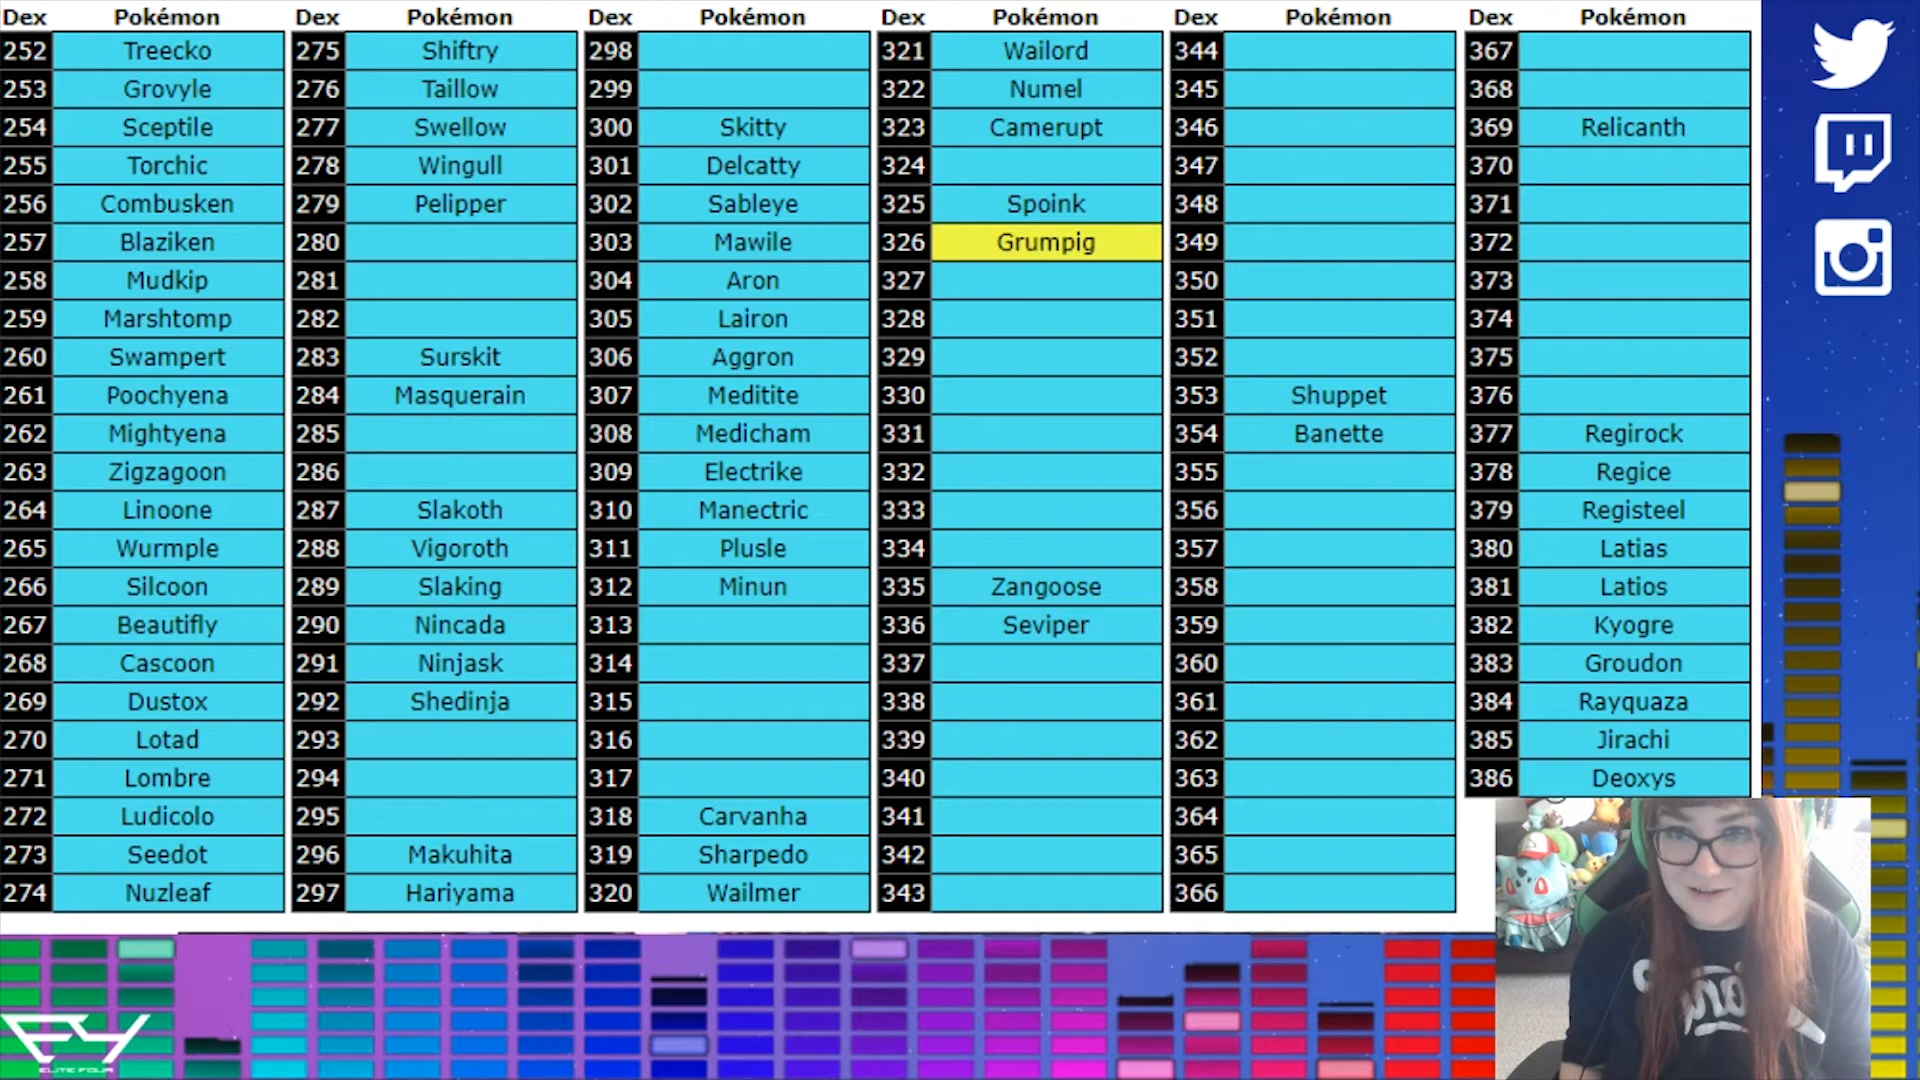 Dex Pokémon Dex Pokémon Dex Pokémon Dex Pokémon Dex Pokémon Dex Pokémon
252 Treecko 275 Shiftry 298 321 Wailord 344 367
253 Grovyle 276 Taillow 299 322 Numel 345 368
254 Sceptile 277 Swellow 300 Skitty 323 Camerupt 346 369 Relicanth
255 Torchic 278 Wingull 301 Delcatty 324 347 370
256 Combusken 279 Pelipper 302 Sableye 325 Spoink 348 371
257 Blaziken 280 303 Mawile 326 Grumpig 349 372
258 Mudkip 281 304 Aron 327 350 373
259 Marshtomp 282 305 Lairon 328 351 374
260 Swampert 283 Surskit 306 Aggron 329 352 375
261 Poochyena 284 Masquerain 307 Meditite 330 353 Shuppet 376
262 Mightyena 285 308 Medicham 331 354 Banette 377 Regirock
263 Zigzagoon 286 309 Electrike 332 355 378 Regice
264 Linoone 287 Slakoth 310 Manectric 333 356 379 Registeel
265 Wurmple 288 Vigoroth 311 Plusle 334 357 380 Latias
266 Silcoon 289 Slaking 312 Minun 335 Zangoose 358 381 Latios
267 Beautifly 290 Nincada 313 336 Seviper 359 382 Kyogre
268 Cascoon 291 Ninjask 314 337 360 383 Groudon
269 Dustox 292 Shedinja 315 338 361 384 Rayquaza
270 Lotad 293 316 339 362 385 Jirachi
271 Lombre 294 317 340 363 386 Deoxys
272 Ludicolo 295 318 Carvanha 341 364
273 Seedot 296 Makuhita 319 Sharpedo 342 365
274 Nuzleaf 297 Hariyama 320 Wailmer 343 366
ELITE FOUR